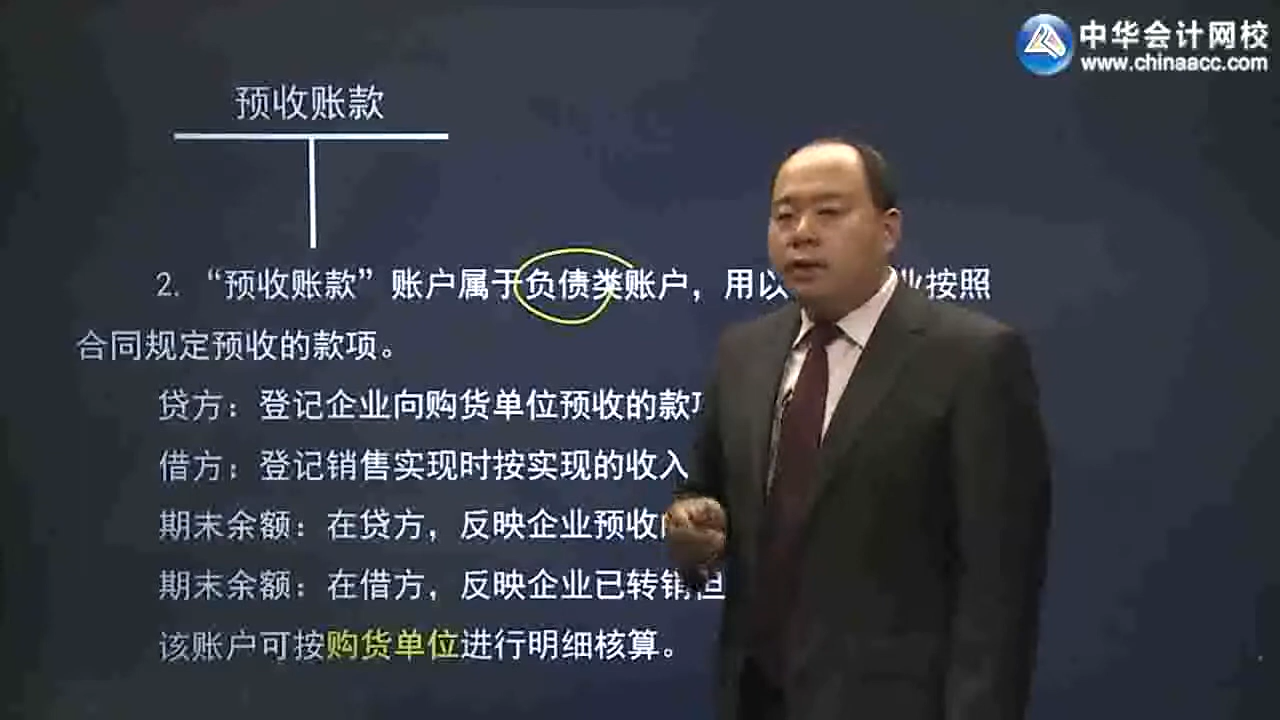 中华会计网校
www.chinaacc.com
预收账款
2. “预收账款”账户属于负债类账户，用以 业按照
合同规定预收的款项。
贷方：登记企业向购货单位预收的款项
借方：登记销售实现时按实现的收入
期末余额：在贷方，反映企业预收
期末余额：在借方，反映企业已转销但
该账户可按购货单位进行明细核算。